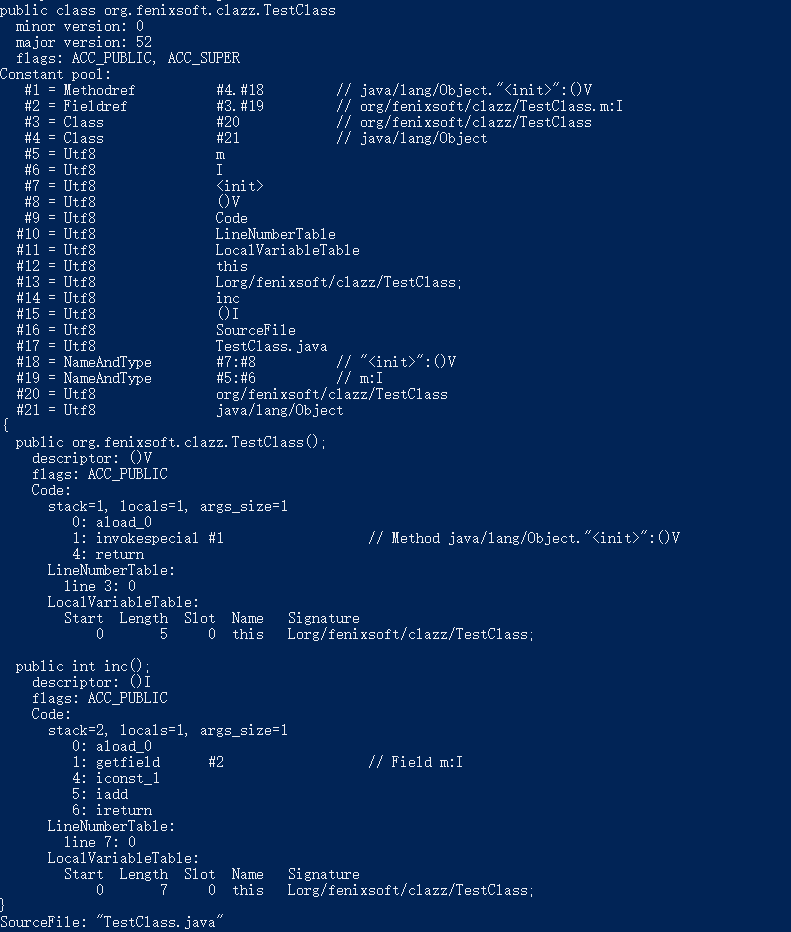 public class org.fenixsoft.clazz.TestClass
  minor version: 0
  major version: 52
  flags: ACC_PUBLIC, ACC_SUPER
Constant pool:
   #1 = Methodref          #4.#18         // java/lang/Object."<init>":()V
   #2 = Fieldref           #3.#19         // org/fenixsoft/clazz/TestClass.m:I
   #3 = Class              #20            // org/fenixsoft/clazz/TestClass
   #4 = Class              #21            // java/lang/Object
   #5 = Utf8               m
   #6 = Utf8               I
   #7 = Utf8               <init>
   #8 = Utf8               ()V
   #9 = Utf8               Code
  #10 = Utf8               LineNumberTable
  #11 = Utf8               LocalVariableTable
  #12 = Utf8               this
  #13 = Utf8               Lorg/fenixsoft/clazz/TestClass;
  #14 = Utf8               inc
  #15 = Utf8               ()I
  #16 = Utf8               SourceFile
  #17 = Utf8               TestClass.java
  #18 = NameAndType        #7:#8          // "<init>":()V
  #19 = NameAndType        #5:#6          // m:I
  #20 = Utf8               org/fenixsoft/clazz/TestClass
  #21 = Utf8               java/lang/Object
{
  public org.fenixsoft.clazz.TestClass();
    descriptor: ()V
    flags: ACC_PUBLIC
    Code:
      stack=1, locals=1, args_size=1
         0: aload_0
         1: invokespecial #1                  // Method java/lang/Object."<init>":()V
         4: return
      LineNumberTable:
        line 3: 0
      LocalVariableTable:
        Start  Length  Slot  Name   Signature
            0       5     0  this   Lorg/fenixsoft/clazz/TestClass;

  public int inc();
    descriptor: ()I
    flags: ACC_PUBLIC
    Code:
      stack=2, locals=1, args_size=1
         0: aload_0
         1: getfield      #2                  // Field m:I
         4: iconst_1
         5: iadd
         6: ireturn
      LineNumberTable:
        line 7: 0
      LocalVariableTable:
        Start  Length  Slot  Name   Signature
            0       7     0  this   Lorg/fenixsoft/clazz/TestClass;
}
SourceFile: "TestClass.java"